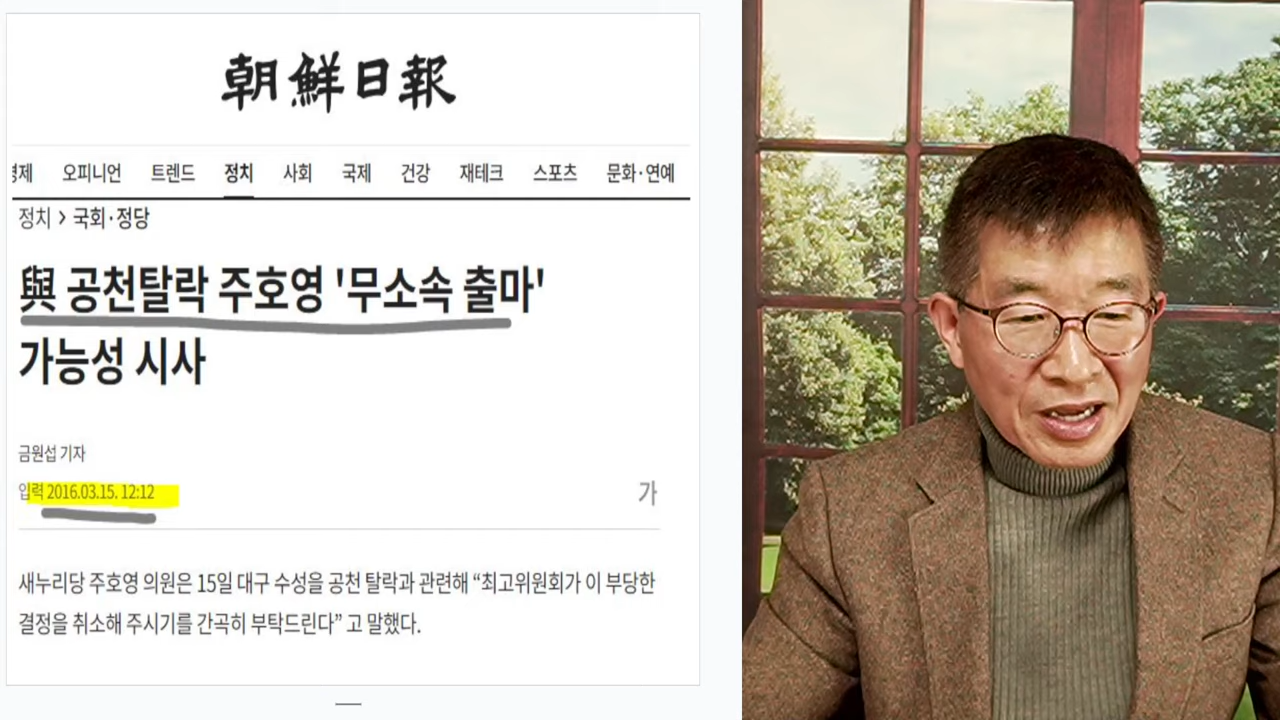 朝鮮日報
경제 오피니언 트렌드 정치 사회 국제 건강 재테크 스포츠 문화·연예
정치 > 국회·정당
與 공천탈락 주호영 '무소속 출마'
가능성 시사
금원섭 기자
입력 2016.03.15. 12:12
가
새누리당 주호영 의원은 15일 대구 수성을 공천 탈락과 관련해 “최고위원회가 이 부당한
결정을 취소해 주시기를 간곡히 부탁드린다” 고 말했다.